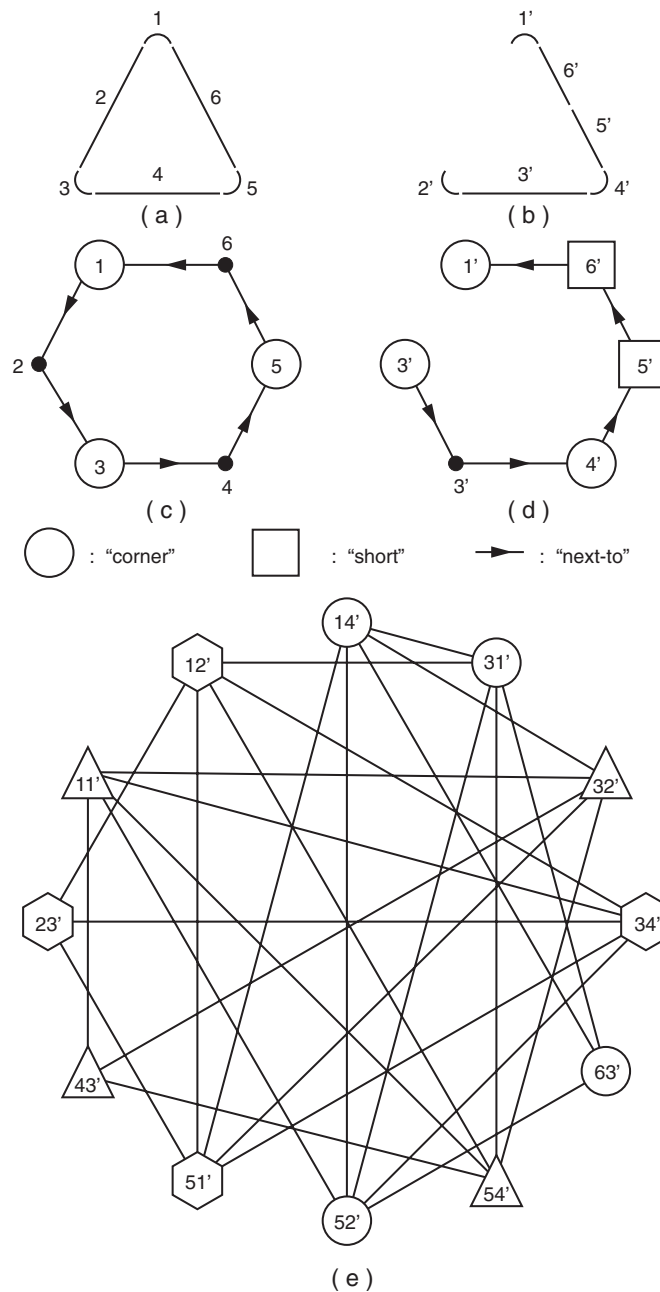 1 1'
2 6 6'
5'
3 4 5 2' 3' 4'
( a ) ( b )
6
1 1' 6'
2 5 3' 5'
3 4'
4 3'
( c ) ( d )
: “corner” : “short” : “next-to”
14'
12' 31'
11' 32'
23' 34'
43' 63'
51' 54'
52'
( e )